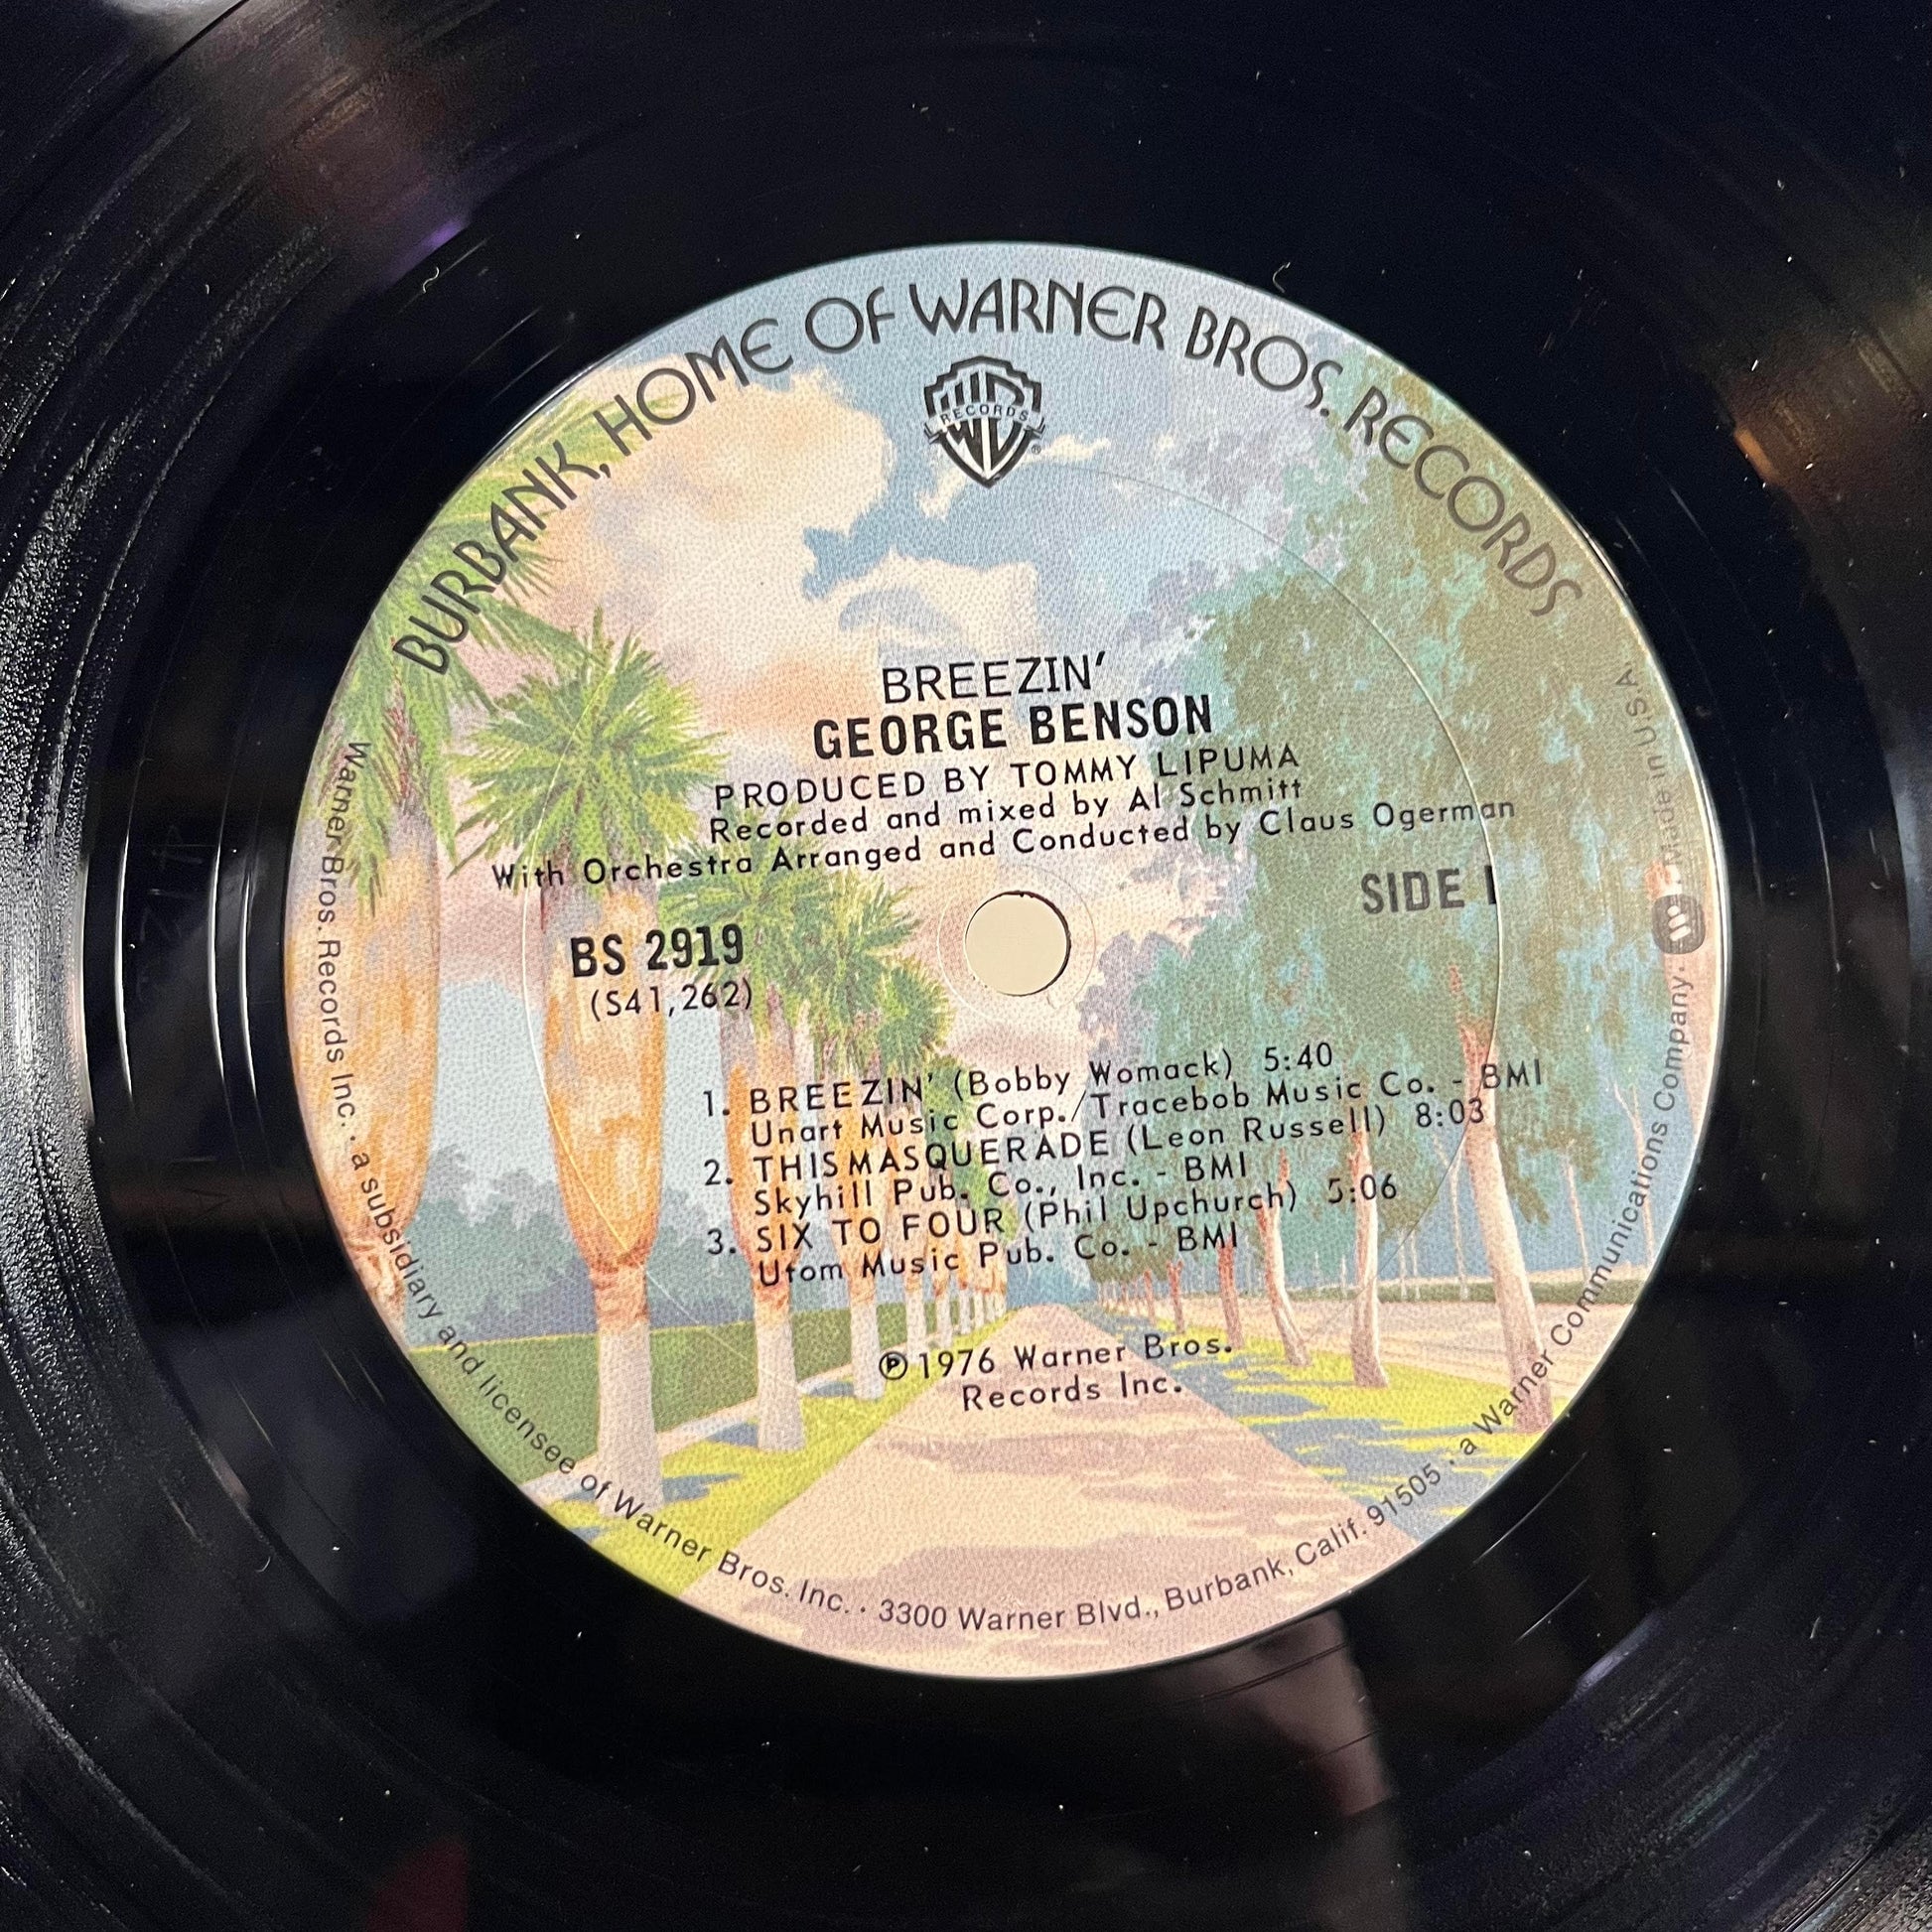 BURBANK, HOME OF WARNER BROS. RECORDS
RECORDS
BREEZIN'
GEORGE BENSON
PRODUCED BY TOMMY LIPUMA
Recorded and mixed by Al Schmitt
With Orchestra Arranged and Conducted by Claus Ogerman
SIDE 1
BS 2919
(S41,262)
1. BREEZIN' (Bobby Womack) 5:40
Unart Music Corp./Tracebob Music Co. - BMI
2. THIS MASQUERADE (Leon Russell) 8:03
Skyhill Pub. Co., Inc. - BMI
3. SIX TO FOUR (Phil Upchurch) 5:06
Utom Music Pub. Co. - BMI
℗ 1976 Warner Bros.
Records Inc.
Warner Bros. Records Inc. · a subsidiary and licensee of Warner Bros. Inc. · 3300 Warner Blvd., Burbank, Calif. 91505 · a Warner Communications Company. Made in U.S.A